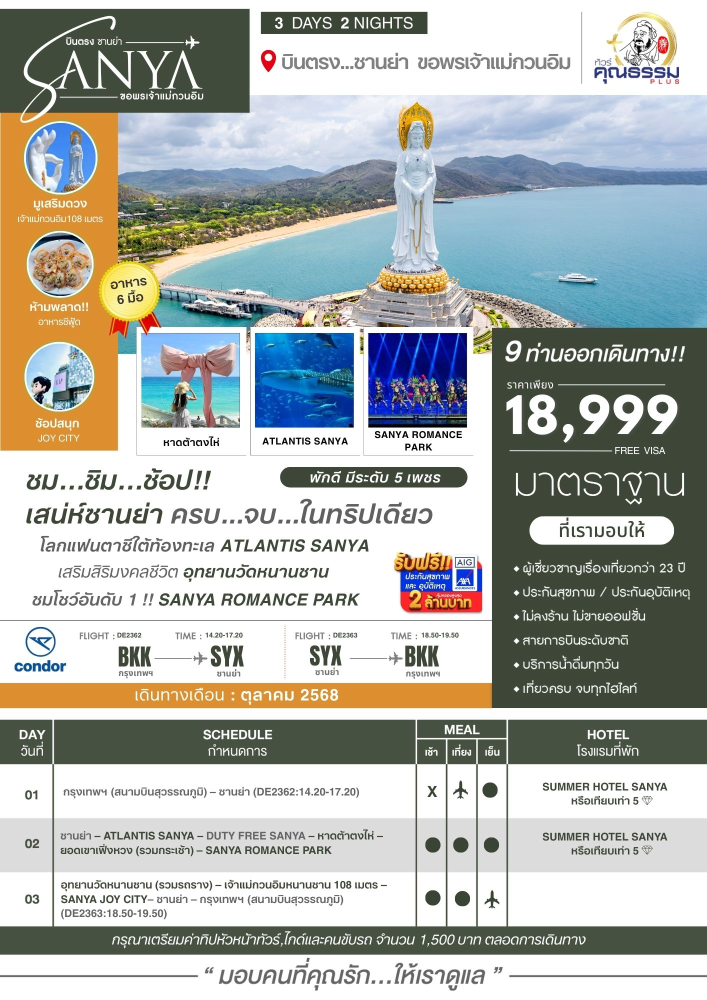 บินตรง ซานย่า
SANYA
ขอพรเจ้าแม่กวนอิม
3 DAYS 2 NIGHTS
บินตรง...ซานย่า ขอพรเจ้าแม่กวนอิม
義
ทัวร์
คุณธรรม
PLUS
มูเสริมดวง
เจ้าแม่กวนอิม108 เมตร
ห้ามพลาด!!
อาหารซีฟู้ด
ช้อปสนุก
JOY CITY
อาหาร
6 มื้อ
หาดต้าตงไห่
ATLANTIS SANYA
SANYA ROMANCE
PARK
9 ท่านออกเดินทาง!!
ราคาเพียง
18,999
FREE VISA
มาตราฐาน
ที่เรามอบให้
ผู้เชี่ยวชาญเรื่องเที่ยวกว่า 23 ปี
ประกันสุขภาพ / ประกันอุบัติเหตุ
ไม่ลงร้าน ไม่ขายออฟชั่น
สายการบินระดับชาติ
บริการน้ำดื่มทุกวัน
เที่ยวครบ จบทุกไฮไลท์
ชม...ชิม...ช้อป!!
พักดี มีระดับ 5 เพชร
เสน่ห์ซานย่า ครบ...จบ...ในทริปเดียว
โลกแฟนตาซีใต้ท้องทะเล ATLANTIS SANYA
เสริมสิริมงคลชีวิต อุทยานวัดหนานซาน
ชมโชว์อันดับ 1 !! SANYA ROMANCE PARK
รับฟรี!!
ประกันสุขภาพ
และ อุบัติเหตุ
AIG
AXA
ASSURANCES
คุ้มครองสูงสุด
2 ล้านบาท
condor
FLIGHT : DE2362 TIME : 14.20-17.20
BKK SYX
กรุงเทพฯ ซานย่า
FLIGHT : DE2363 TIME : 18.50-19.50
SYX BKK
ซานย่า กรุงเทพฯ
เดินทางเดือน : ตุลาคม 2568
DAY SCHEDULE MEAL HOTEL
วันที่ กำหนดการ เช้า เที่ยง เย็น โรงแรมที่พัก
01 กรุงเทพฯ (สนามบินสุวรรณภูมิ) – ซานย่า (DE2362:14.20-17.20) X SUMMER HOTEL SANYA
หรือเทียบเท่า 5
02 ซานย่า – ATLANTIS SANYA – DUTY FREE SANYA – หาดต้าตงไห่ – SUMMER HOTEL SANYA
ยอดเขาเฟิ่งหวง (รวมกระเช้า) – SANYA ROMANCE PARK หรือเทียบเท่า 5
อุทยานวัดหนานซาน (รวมรถราง) – เจ้าแม่กวนอิมหนานซาน 108 เมตร –
03 SANYA JOY CITY– ซานย่า – กรุงเทพฯ (สนามบินสุวรรณภูมิ)
(DE2363:18.50-19.50)
กรุณาเตรียมค่าทิปหัวหน้าทัวร์,ไกด์และคนขับรถ จำนวน 1,500 บาท ตลอดการเดินทาง
“ มอบคนที่คุณรัก...ให้เราดูแล ”